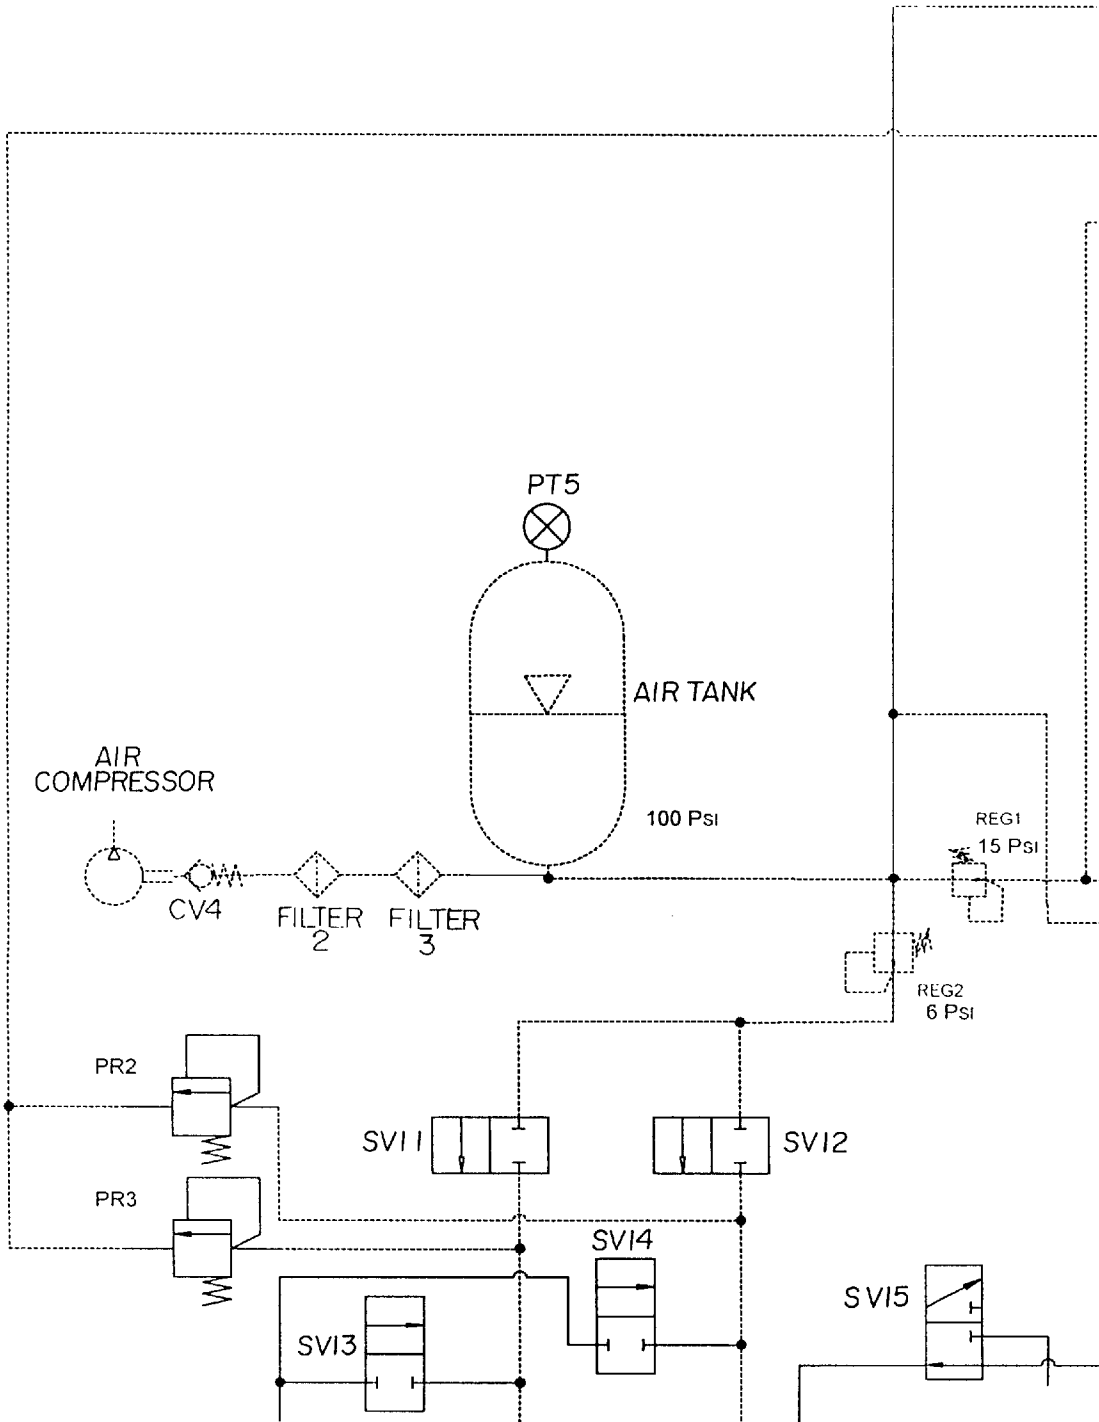 PT5
AIR TANK
AIR
COMPRESSOR
100 PSI
REG1
15 PSI
CV4
FILTER
2
FILTER
3
REG2
6 PSI
PR2
SV11
SV12
PR3
SV14
SV15
SV13